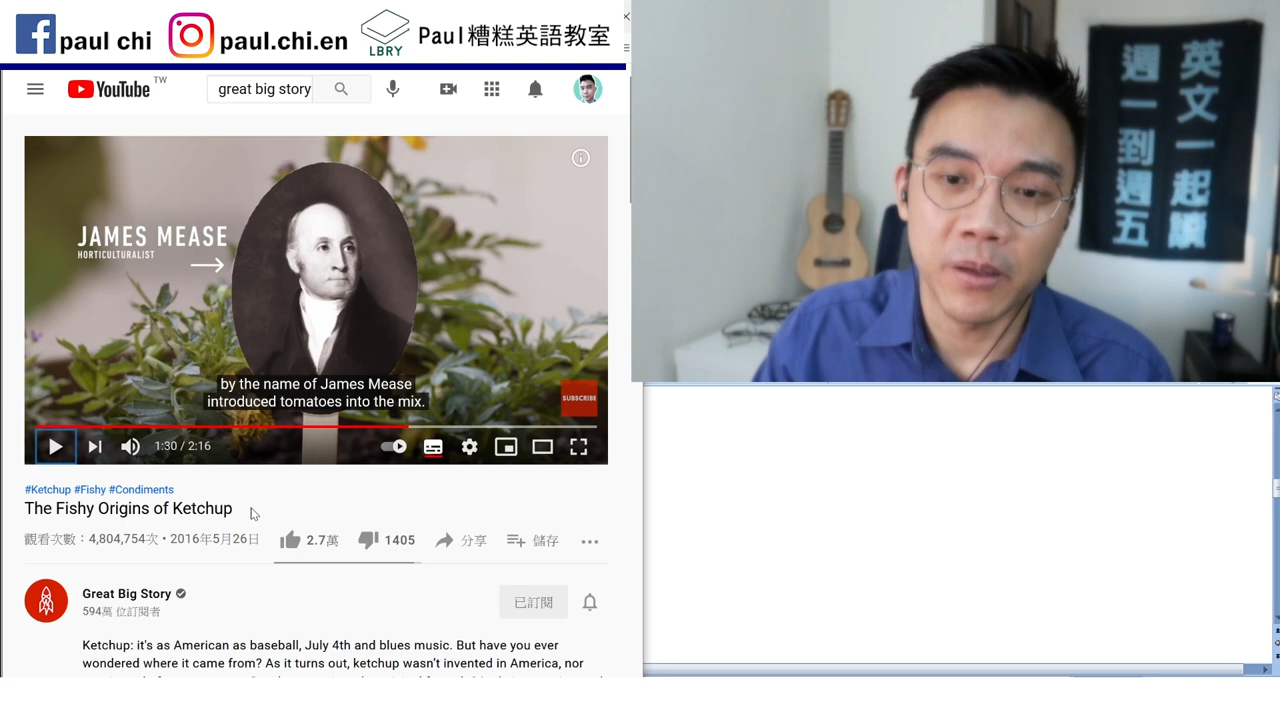 paul chi
paul.chi.en
LBRY
Paul糟糕英語教室
YouTube TW
great big story
JAMES MEASE
HORTICULTURALIST
by the name of James Mease
introduced tomatoes into the mix.
SUBSCRIBE
1:30 / 2:16
#Ketchup #Fishy #Condiments
The Fishy Origins of Ketchup
觀看次數：4,804,754次・2016年5月26日
2.7萬
1405
分享
儲存
Great Big Story
594萬 位訂閱者
已訂閱
Ketchup: it's as American as baseball, July 4th and blues music. But have you ever
wondered where it came from? As it turns out, ketchup wasn't invented in America, nor
英文一起讀
週一到週五